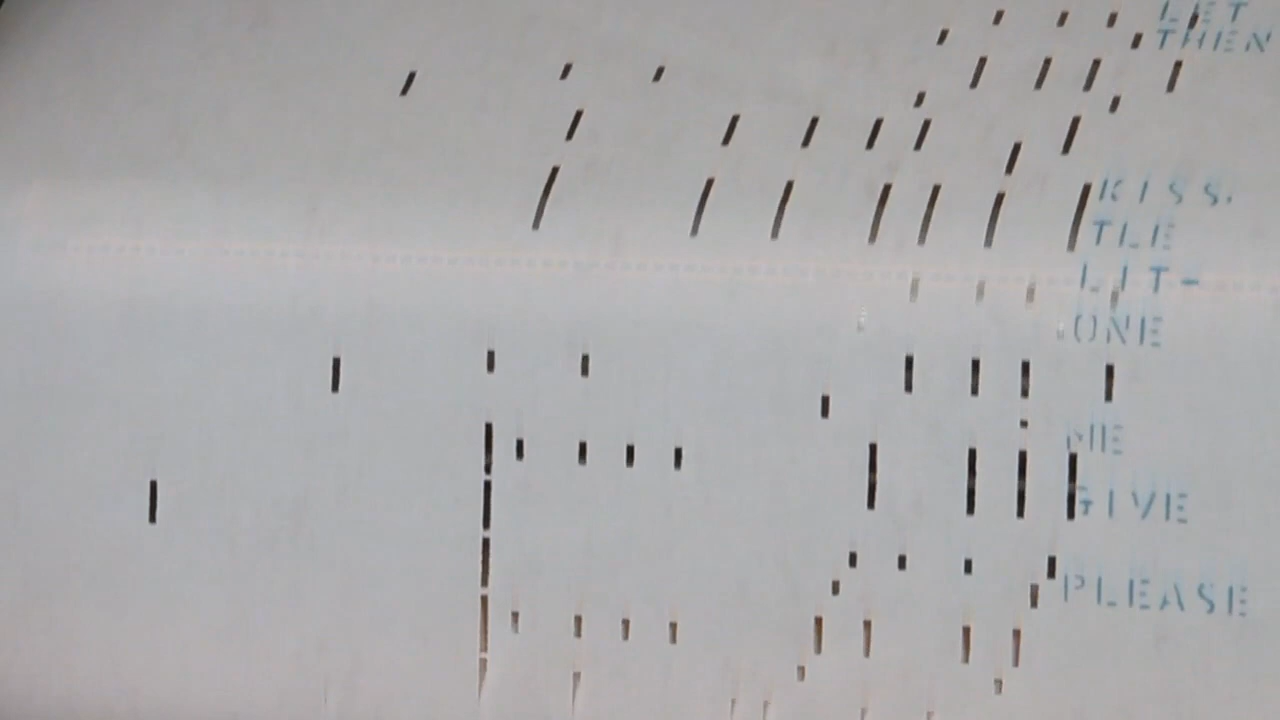 LET
THEN
KISS.
TLE
LIT-
ONE
ME
GIVE
PLEASE